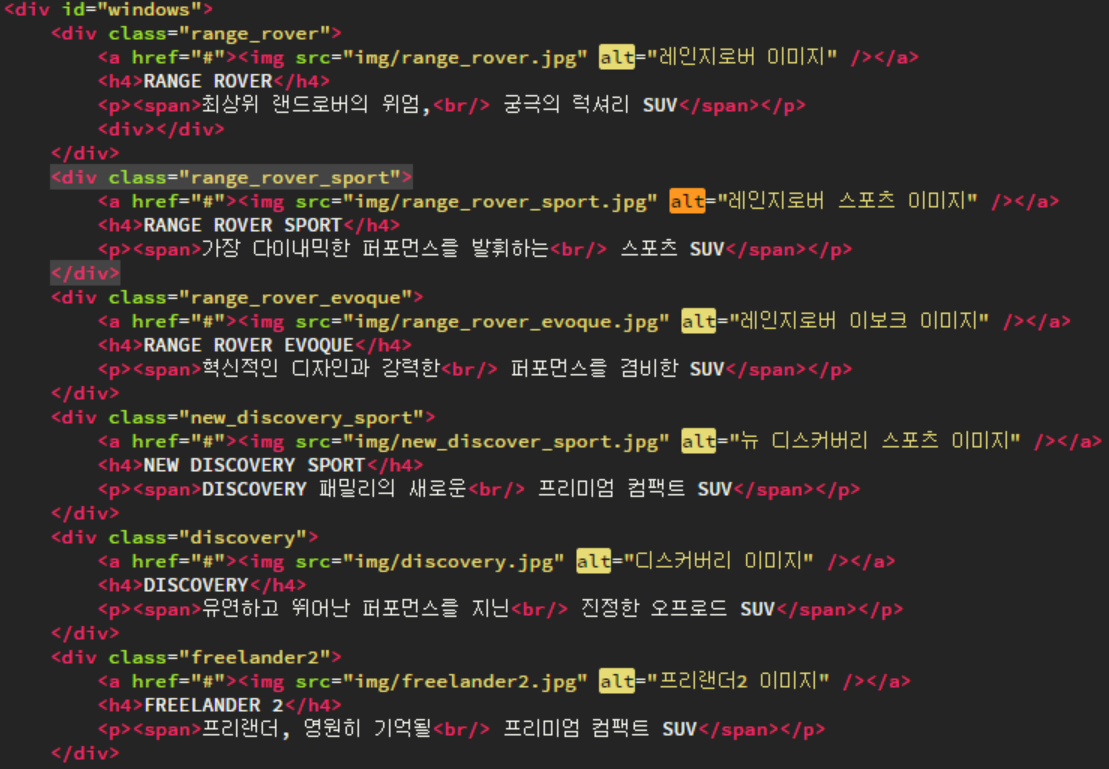 <div id="windows">
<div class="range_rover">
<a href="#"><img src="img/range_rover.jpg" alt="레인지로버 이미지" /></a>
<h4>RANGE ROVER</h4>
<p><span>최상위 랜드로버의 위엄,<br/> 궁극의 럭셔리 SUV</span></p>
<div></div>
</div>
<div class="range_rover_sport">
<a href="#"><img src="img/range_rover_sport.jpg" alt="레인지로버 스포츠 이미지" /></a>
<h4>RANGE ROVER SPORT</h4>
<p><span>가장 다이내믹한 퍼포먼스를 발휘하는<br/> 스포츠 SUV</span></p>
</div>
<div class="range_rover_evoque">
<a href="#"><img src="img/range_rover_evoque.jpg" alt="레인지로버 이보크 이미지" /></a>
<h4>RANGE ROVER EVOQUE</h4>
<p><span>혁신적인 디자인과 강력한<br/> 퍼포먼스를 겸비한 SUV</span></p>
</div>
<div class="new_discovery_sport">
<a href="#"><img src="img/new_discover_sport.jpg" alt="뉴 디스커버리 스포츠 이미지" /></a>
<h4>NEW DISCOVERY SPORT</h4>
<p><span>DISCOVERY 패밀리의 새로운<br/> 프리미엄 컴팩트 SUV</span></p>
</div>
<div class="discovery">
<a href="#"><img src="img/discovery.jpg" alt="디스커버리 이미지" /></a>
<h4>DISCOVERY</h4>
<p><span>유연하고 뛰어난 퍼포먼스를 지닌<br/> 진정한 오프로드 SUV</span></p>
</div>
<div class="freelander2">
<a href="#"><img src="img/freelander2.jpg" alt="프리랜더2 이미지" /></a>
<h4>FREELANDER 2</h4>
<p><span>프리랜더, 영원히 기억될<br/> 프리미엄 컴팩트 SUV</span></p>
</div>